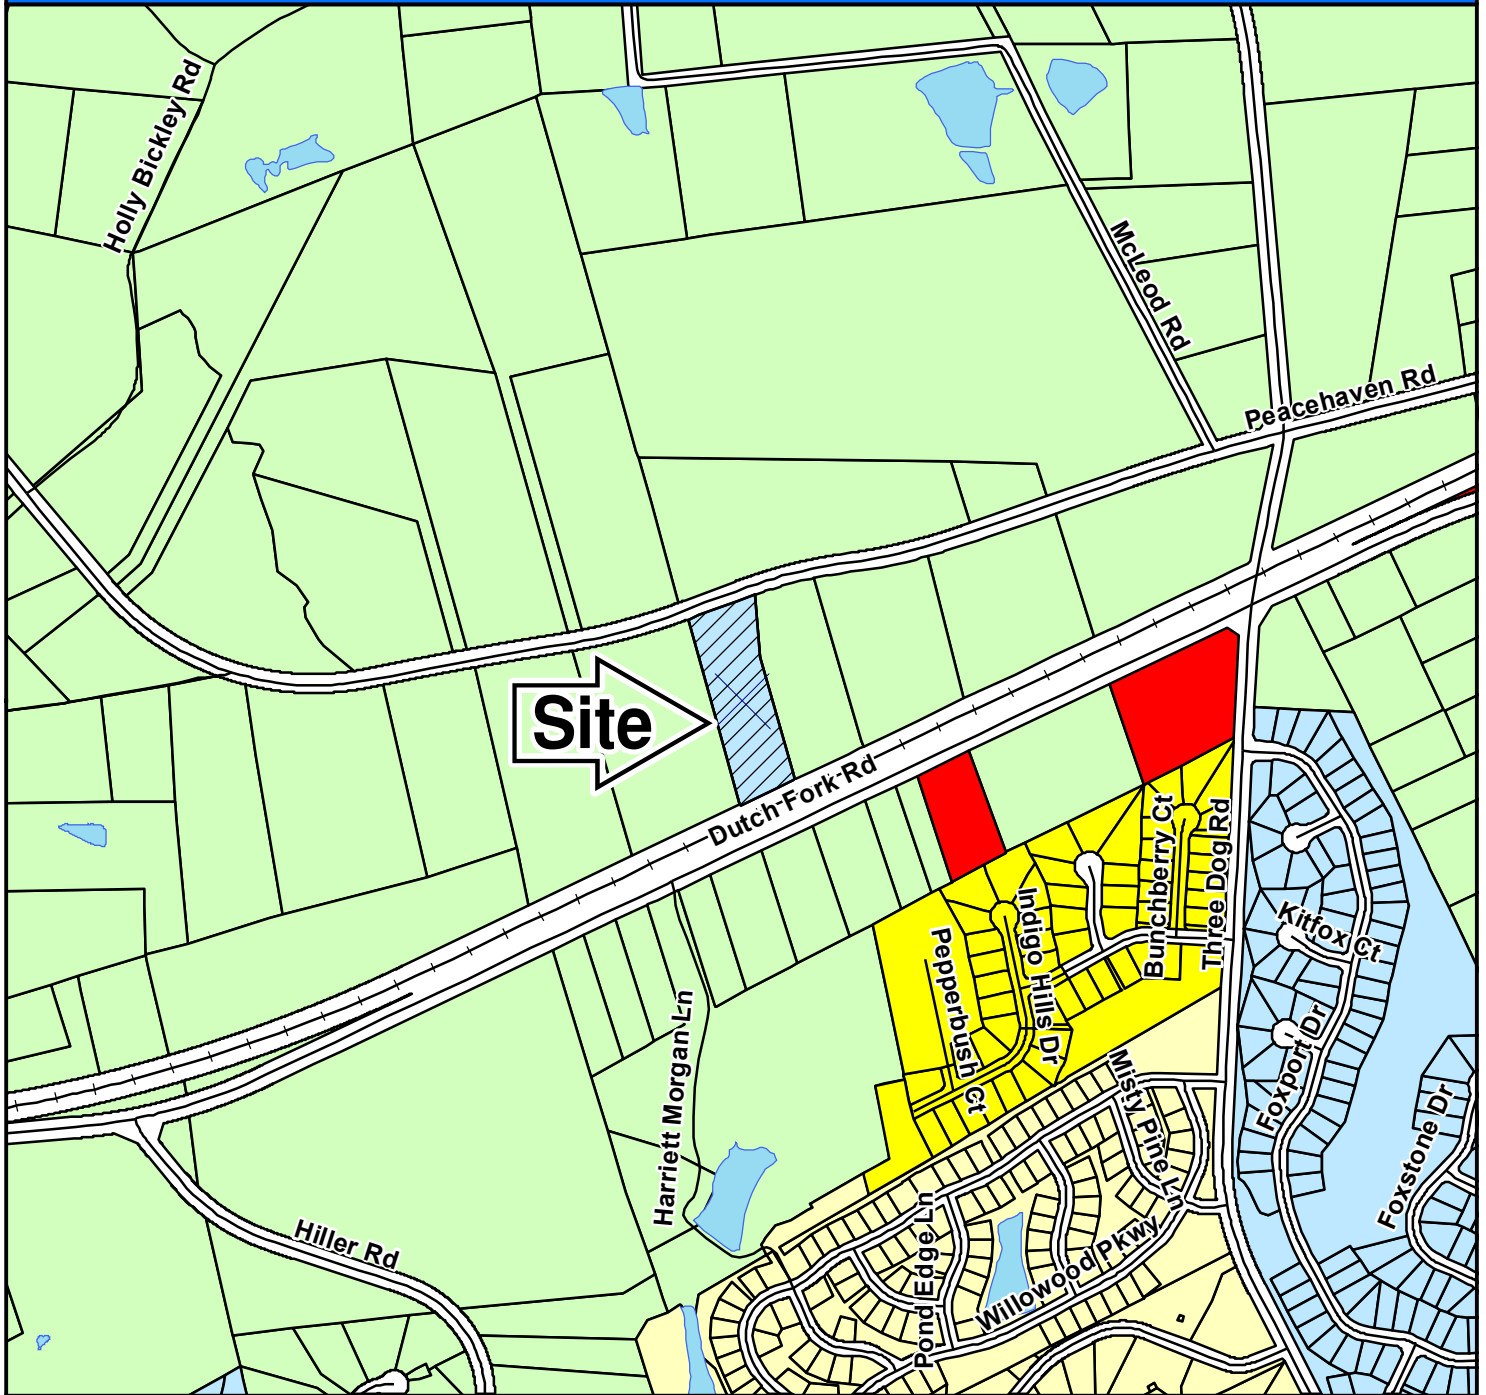 Holly Bickley Rd
McLeod Rd
Peacehaven Rd
Site
Dutch Fork Rd
Bunchberry Ct
Three Dog Rd
Indigo Hills Dr
Pepperbush Ct
Kitfox Ct
Foxport Dr
Misty Pine Ln
Foxstone Dr
Harriett Morgan Ln
Hiller Rd
Pond Edge Ln
Willowood Pkwy